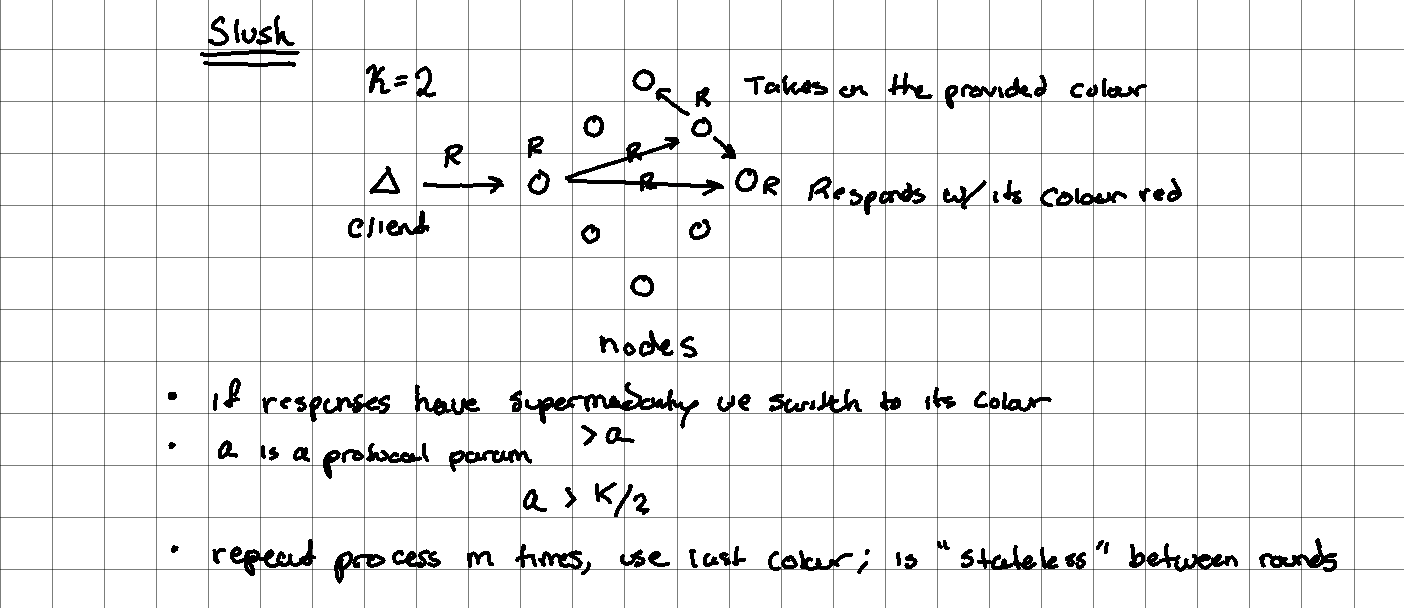 Slush
K=2
R Takes on the provided colour
R R R
R
R Responds w/ its colour red
client
nodes
• if responses have supermajority we switch to its colour
> a
• a is a protocol param
a > K/2
• repeat process m times, use last colour; is "stateless" between rounds